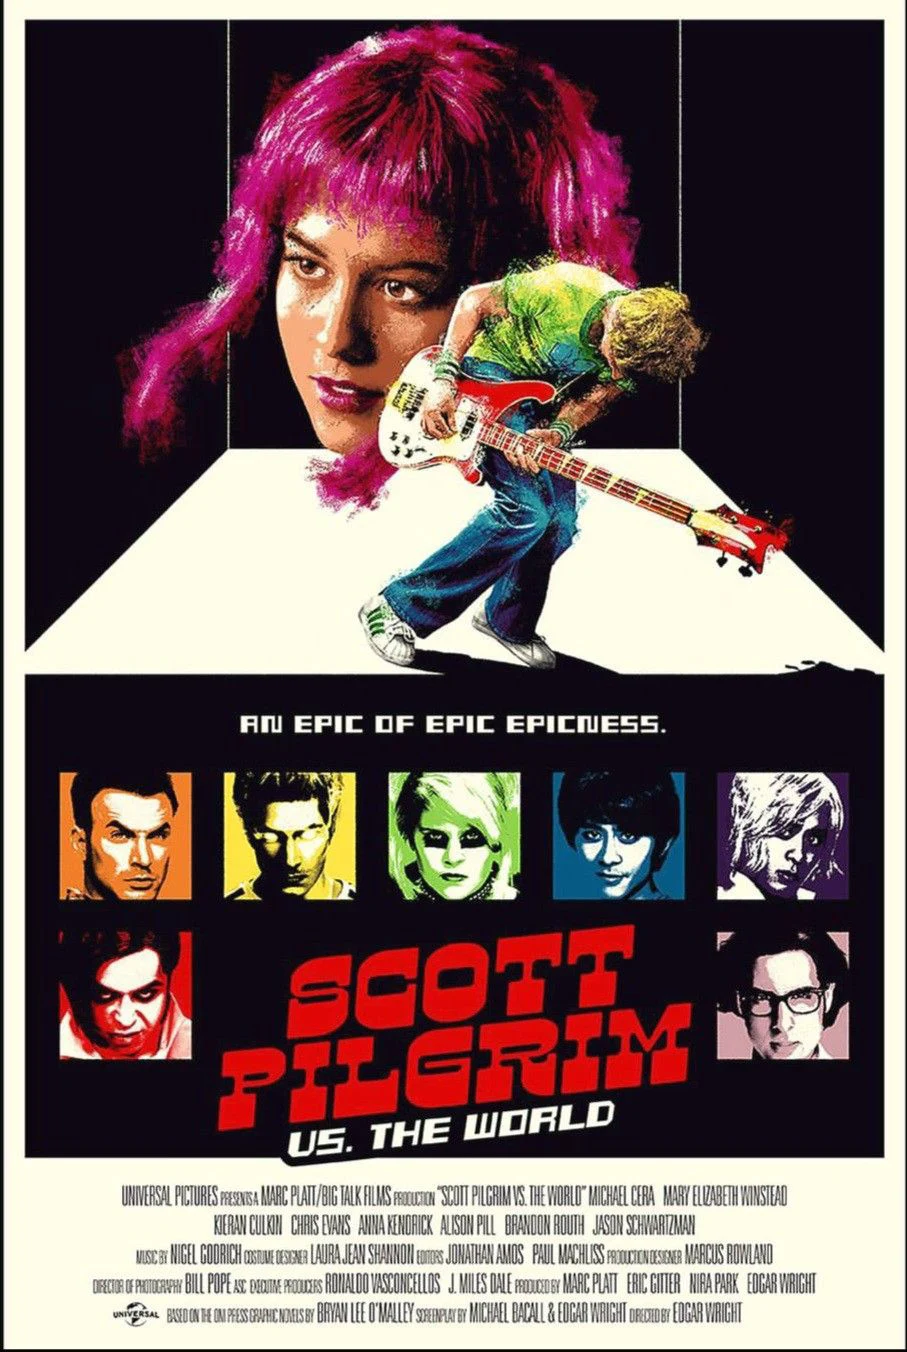 AN EPIC OF EPIC EPICNESS.
SCOTT
PILGRIM
VS. THE WORLD
UNIVERSAL PICTURES PRESENTS A MARC PLATT/BIG TALK FILMS PRODUCTION "SCOTT PILGRIM VS. THE WORLD" MICHAEL CERA MARY ELIZABETH WINSTEAD
KIERAN CULKIN CHRIS EVANS ANNA KENDRICK ALISON PILL BRANDON ROUTH JASON SCHWARTZMAN
MUSIC BY NIGEL GODRICH COSTUME DESIGNER LAURA JEAN SHANNON EDITORS JONATHAN AMOS PAUL MACHLISS PRODUCTION DESIGNER MARCUS ROWLAND
DIRECTOR OF PHOTOGRAPHY BILL POPE ASC EXECUTIVE PRODUCERS RONALDO VASCONCELLOS J. MILES DALE PRODUCED BY MARC PLATT ERIC GITTER NIRA PARK EDGAR WRIGHT
UNIVERSAL BASED ON THE ONI PRESS GRAPHIC NOVELS BY BRYAN LEE O'MALLEY SCREENPLAY BY MICHAEL BACALL & EDGAR WRIGHT DIRECTED BY EDGAR WRIGHT